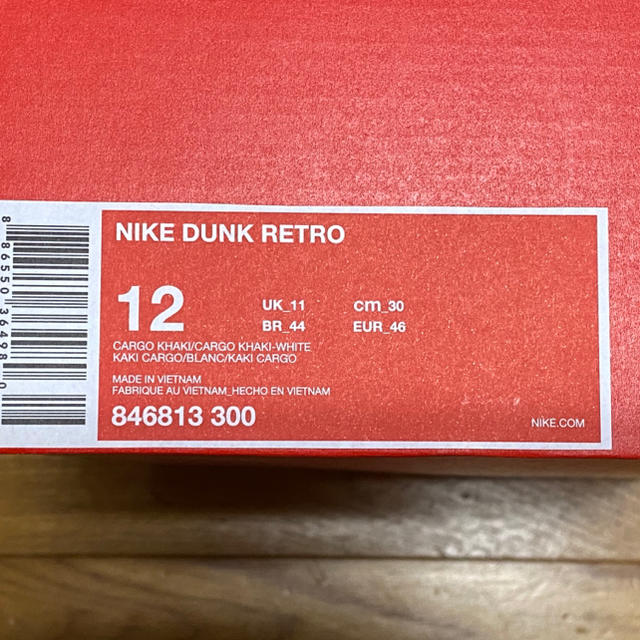 NIKE DUNK RETRO
12
UK_11 cm_30
BR_44 EUR_46
CARGO KHAKI/CARGO KHAKI-WHITE
KAKI CARGO/BLANC/KAKI CARGO
MADE IN VIETNAM
FABRIQUE AU VIETNAM_HECHO EN VIETNAM
846813 300
NIKE.COM
8 86550 36498 0